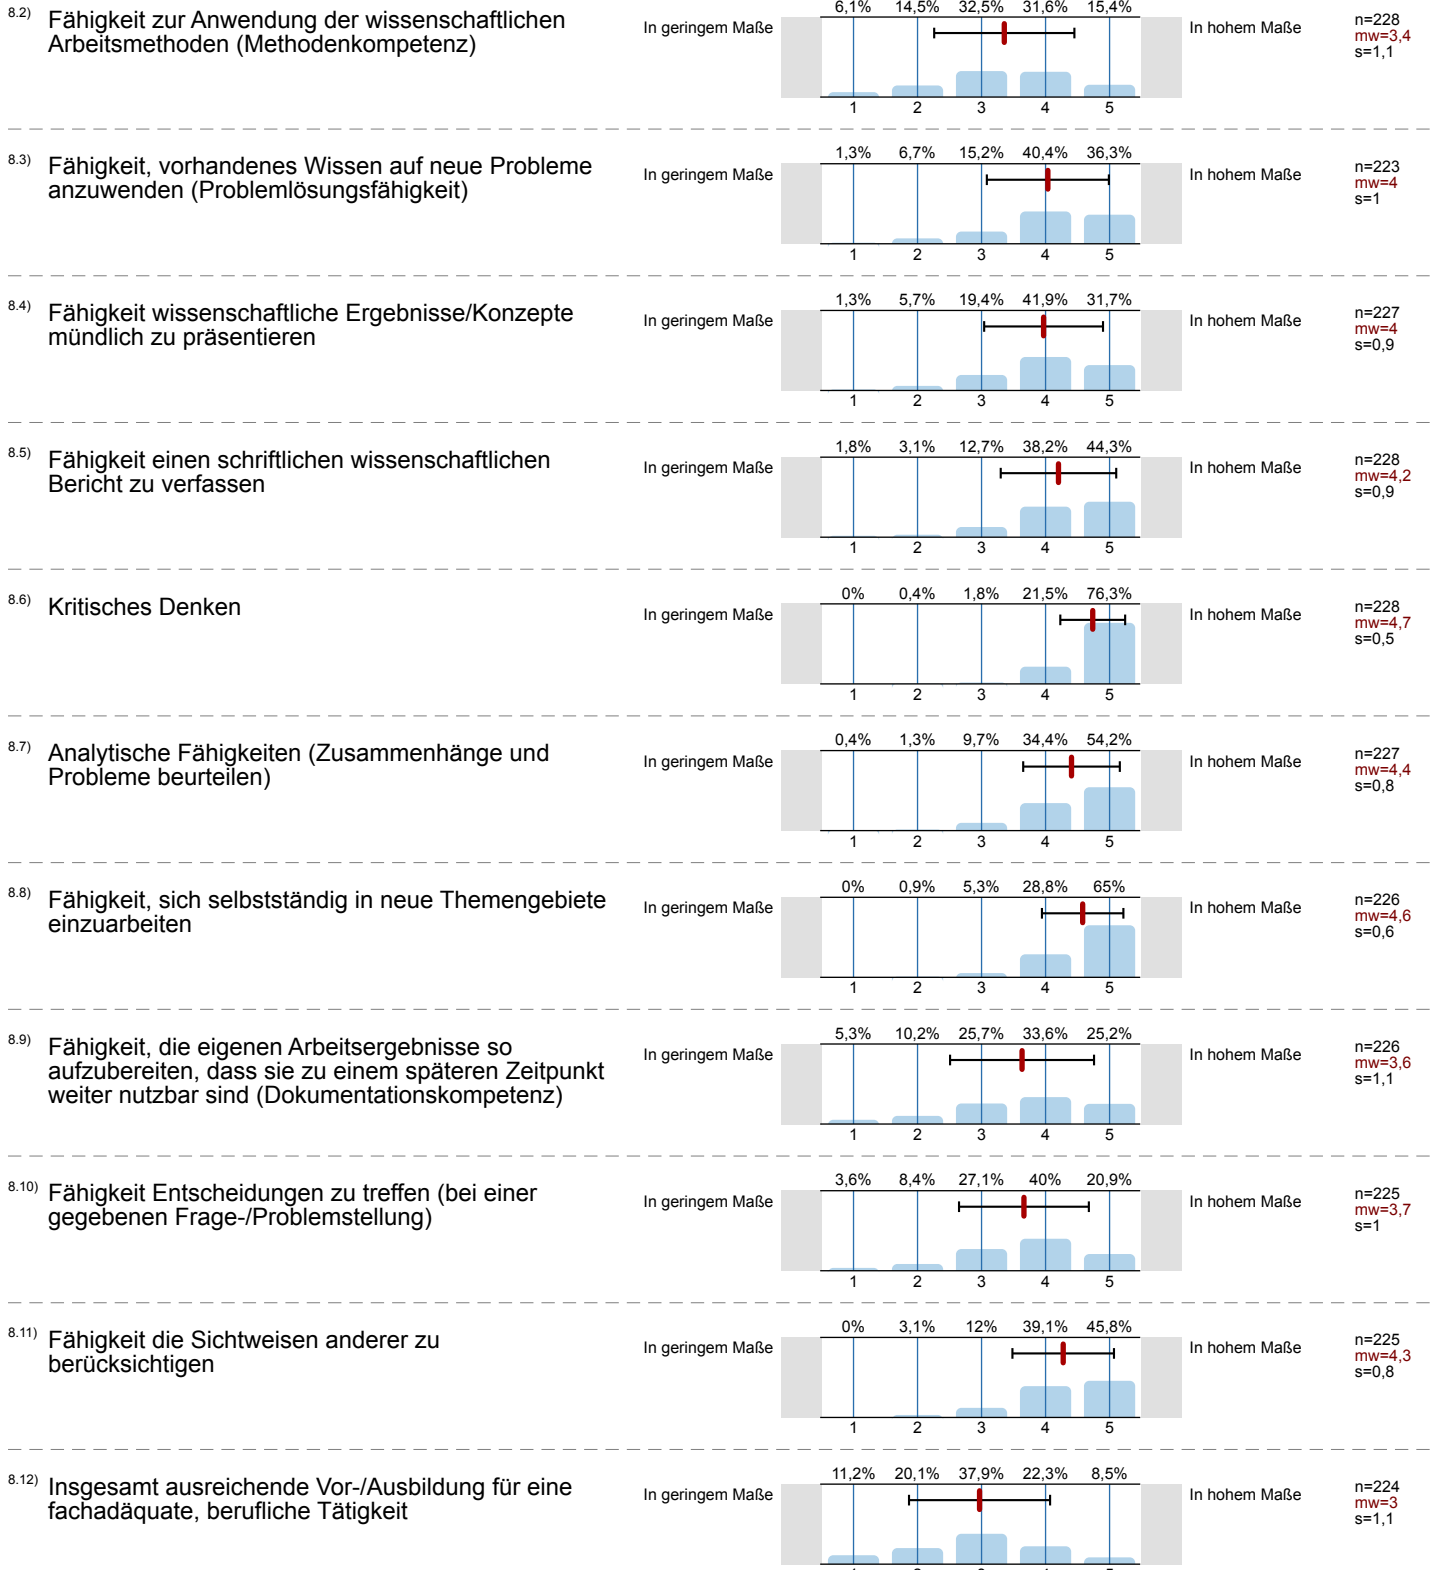 8.2) Fähigkeit zur Anwendung der wissenschaftlichen
Arbeitsmethoden (Methodenkompetenz)
In geringem Maße
6,1% 14,5% 32,5% 31,6% 15,4%
1 2 3 4 5
In hohem Maße
n=228
mw=3,4
s=1,1
8.3) Fähigkeit, vorhandenes Wissen auf neue Probleme
anzuwenden (Problemlösungsfähigkeit)
In geringem Maße
1,3% 6,7% 15,2% 40,4% 36,3%
1 2 3 4 5
In hohem Maße
n=223
mw=4
s=1
8.4) Fähigkeit wissenschaftliche Ergebnisse/Konzepte
mündlich zu präsentieren
In geringem Maße
1,3% 5,7% 19,4% 41,9% 31,7%
1 2 3 4 5
In hohem Maße
n=227
mw=4
s=0,9
8.5) Fähigkeit einen schriftlichen wissenschaftlichen
Bericht zu verfassen
In geringem Maße
1,8% 3,1% 12,7% 38,2% 44,3%
1 2 3 4 5
In hohem Maße
n=228
mw=4,2
s=0,9
8.6) Kritisches Denken
In geringem Maße
0% 0,4% 1,8% 21,5% 76,3%
1 2 3 4 5
In hohem Maße
n=228
mw=4,7
s=0,5
8.7) Analytische Fähigkeiten (Zusammenhänge und
Probleme beurteilen)
In geringem Maße
0,4% 1,3% 9,7% 34,4% 54,2%
1 2 3 4 5
In hohem Maße
n=227
mw=4,4
s=0,8
8.8) Fähigkeit, sich selbstständig in neue Themengebiete
einzuarbeiten
In geringem Maße
0% 0,9% 5,3% 28,8% 65%
1 2 3 4 5
In hohem Maße
n=226
mw=4,6
s=0,6
8.9) Fähigkeit, die eigenen Arbeitsergebnisse so
aufzubereiten, dass sie zu einem späteren Zeitpunkt
weiter nutzbar sind (Dokumentationskompetenz)
In geringem Maße
5,3% 10,2% 25,7% 33,6% 25,2%
1 2 3 4 5
In hohem Maße
n=226
mw=3,6
s=1,1
8.10) Fähigkeit Entscheidungen zu treffen (bei einer
gegebenen Frage-/Problemstellung)
In geringem Maße
3,6% 8,4% 27,1% 40% 20,9%
1 2 3 4 5
In hohem Maße
n=225
mw=3,7
s=1
8.11) Fähigkeit die Sichtweisen anderer zu
berücksichtigen
In geringem Maße
0% 3,1% 12% 39,1% 45,8%
1 2 3 4 5
In hohem Maße
n=225
mw=4,3
s=0,8
8.12) Insgesamt ausreichende Vor-/Ausbildung für eine
fachadäquate, berufliche Tätigkeit
In geringem Maße
11,2% 20,1% 37,9% 22,3% 8,5%
In hohem Maße
n=224
mw=3
s=1,1